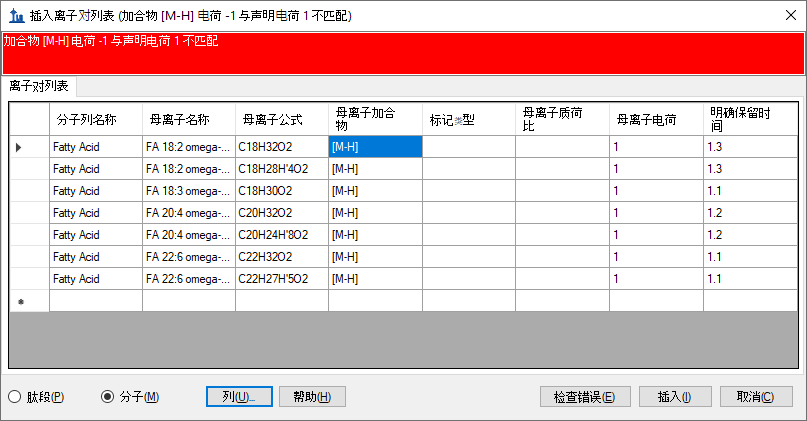 插入离子对列表 (加合物 [M-H] 电荷 -1 与声明电荷 1 不匹配)
加合物 [M-H] 电荷 -1 与声明电荷 1 不匹配
离子对列表
分子列名称 母离子名称 母离子公式 母离子加合物 标记类型 母离子质荷比 母离子电荷 明确保留时间
Fatty Acid FA 18:2 omega-... C18H32O2 [M-H] 1 1.3
Fatty Acid FA 18:2 omega-... C18H28H'4O2 [M-H] 1 1.3
Fatty Acid FA 18:3 omega-... C18H30O2 [M-H] 1 1.1
Fatty Acid FA 20:4 omega-... C20H32O2 [M-H] 1 1.2
Fatty Acid FA 20:4 omega-... C20H24H'8O2 [M-H] 1 1.2
Fatty Acid FA 22:6 omega-... C22H32O2 [M-H] 1 1.1
Fatty Acid FA 22:6 omega-... C22H27H'5O2 [M-H] 1 1.1
肽段(P) 分子(M) 列(U)... 帮助(H) 检查错误(E) 插入(I) 取消(C)